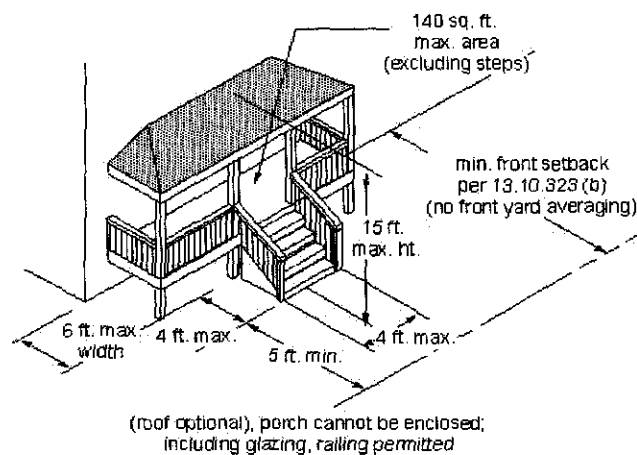 140 sq. ft.
max. area
(excluding steps)
min. front setback
per 13.10.323 (b)
(no front yard averaging)
15 ft.
max. ht.
6 ft. max.
width
4 ft. max.
5 ft. min.
4 ft. max.
(roof optional), porch cannot be enclosed;
including glazing, railing permitted